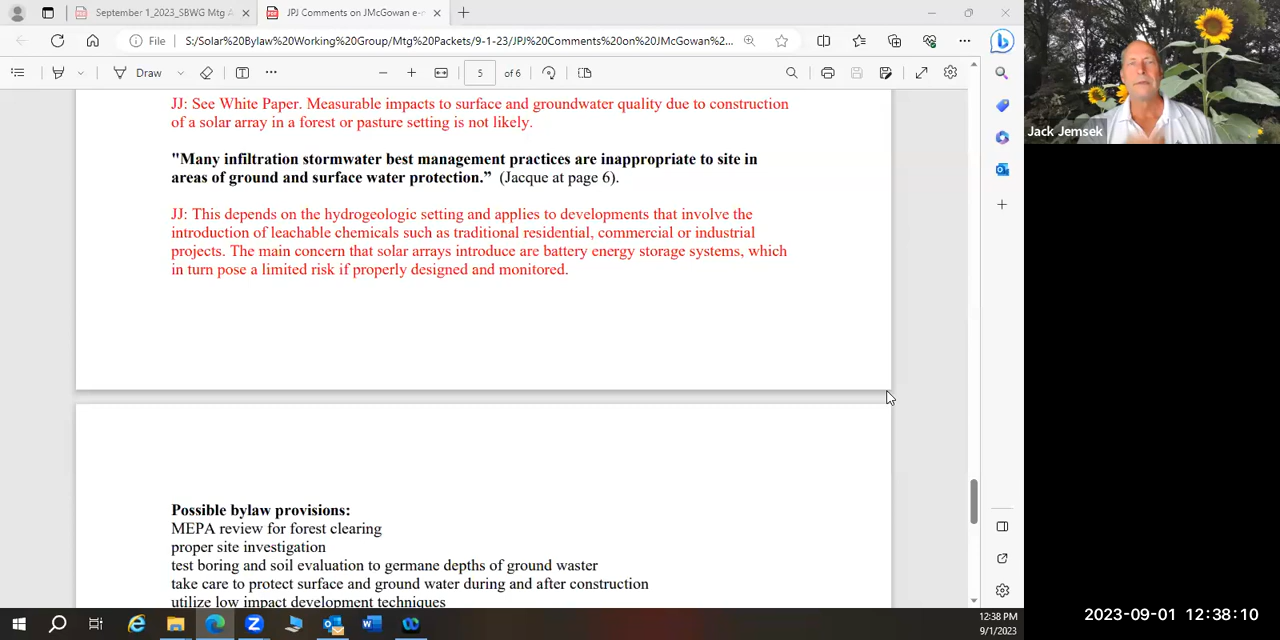 September 1_2023_SBWG Mtg A
JPJ Comments on JMcGowan e-
File
S:/Solar%20Bylaw%20Working%20Group/Mtg%20Packets/9-1-23/JPJ%20Comments%20on%20JMcGowan%2...
Draw
5 of 6
Jack Jemsek
JJ: See White Paper. Measurable impacts to surface and groundwater quality due to construction
of a solar array in a forest or pasture setting is not likely.
"Many infiltration stormwater best management practices are inappropriate to site in
areas of ground and surface water protection.” (Jacque at page 6).
JJ: This depends on the hydrogeologic setting and applies to developments that involve the
introduction of leachable chemicals such as traditional residential, commercial or industrial
projects. The main concern that solar arrays introduce are battery energy storage systems, which
in turn pose a limited risk if properly designed and monitored.
Possible bylaw provisions:
MEPA review for forest clearing
proper site investigation
test boring and soil evaluation to germane depths of ground waster
take care to protect surface and ground water during and after construction
utilize low impact development techniques
12:38 PM
9/1/2023
2023-09-01 12:38:10